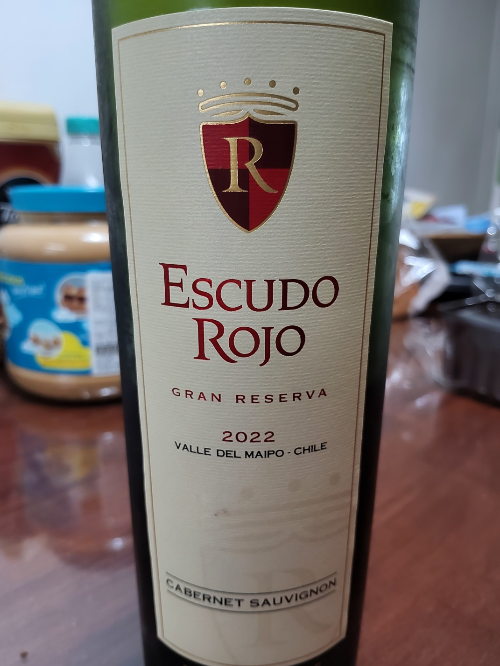 R
ESCUDO
ROJO
GRAN RESERVA
2022
VALLE DEL MAIPO - CHILE
CABERNET SAUVIGNON